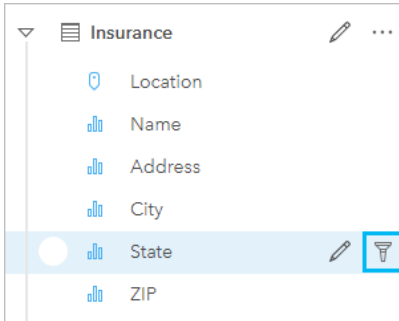 Insurance
Location
Name
Address
City
State
ZIP